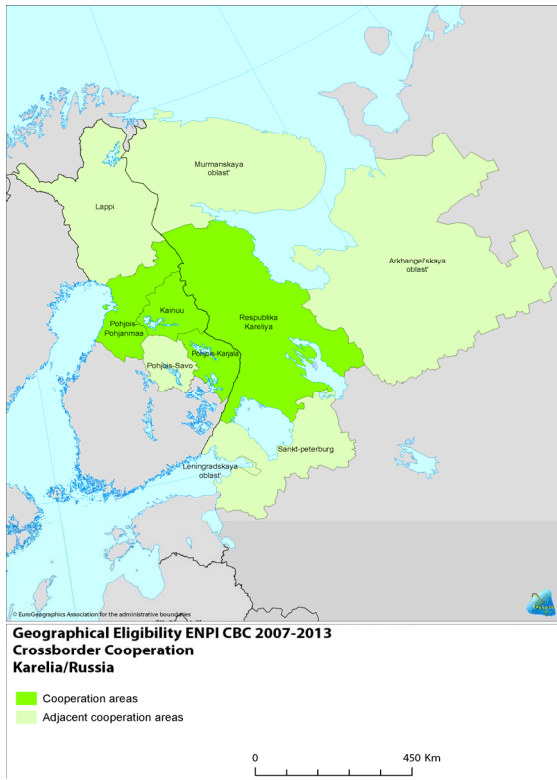 Murmanskaya
oblast'
Lappi
Arkhangel'skaya
oblast'
Kainuu
Respublika
Kareliya
Pohjois-
Pohjanmaa
Pohjois-Karjala
Pohjois-Savo
Sankt-peterburg
Leningradskaya
oblast'
© EuroGeographics Association for the administrative boundaries
Geographical Eligibility ENPI CBC 2007-2013
Crossborder Cooperation
Karelia/Russia
Cooperation areas
Adjacent cooperation areas
0 450 Km